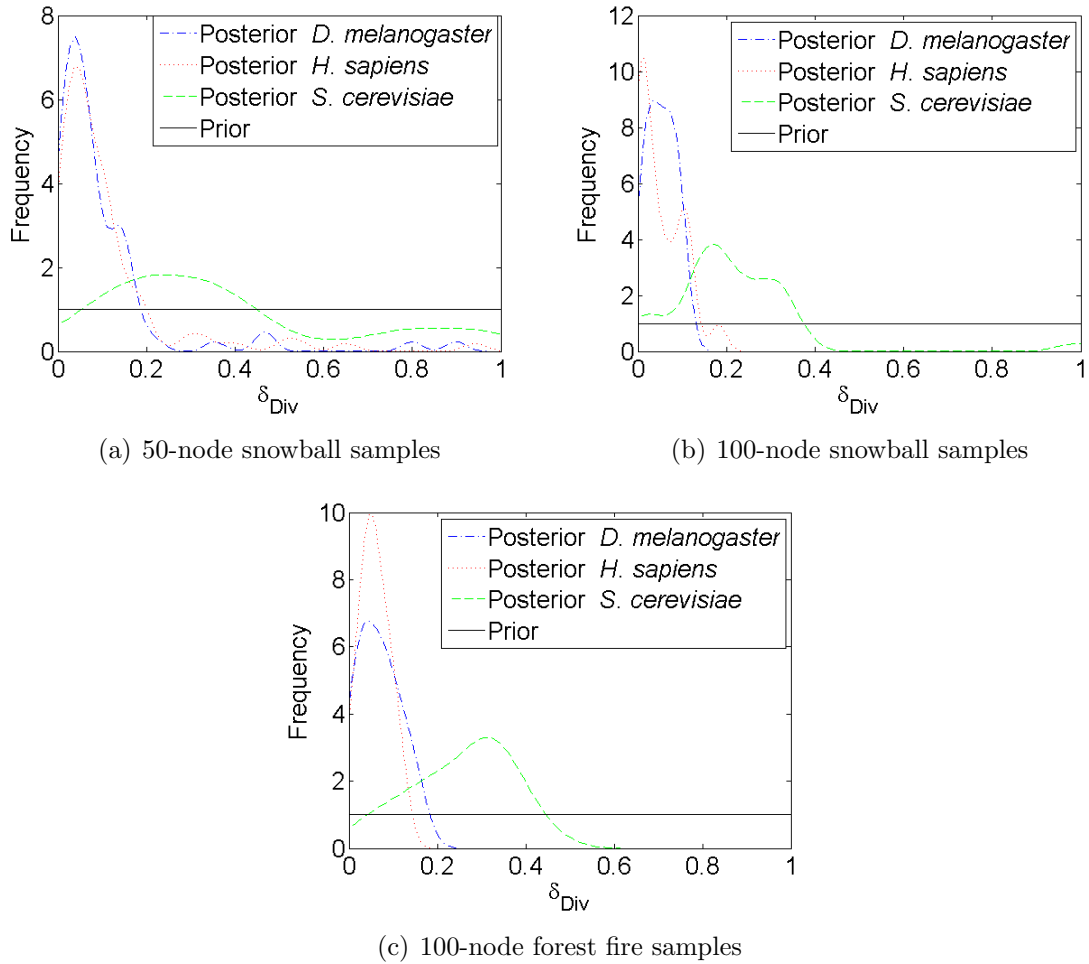 8
6
4
2
0
Frequency
Posterior D. melanogaster
Posterior H. sapiens
Posterior S. cerevisiae
Prior
0 0.2 0.4 0.6 0.8 1
δDiv
(a) 50-node snowball samples
12
10
8
6
4
2
0
Frequency
Posterior D. melanogaster
Posterior H. sapiens
Posterior S. cerevisiae
Prior
0 0.2 0.4 0.6 0.8 1
δDiv
(b) 100-node snowball samples
10
8
6
4
2
0
Frequency
Posterior D. melanogaster
Posterior H. sapiens
Posterior S. cerevisiae
Prior
0 0.2 0.4 0.6 0.8 1
δDiv
(c) 100-node forest fire samples